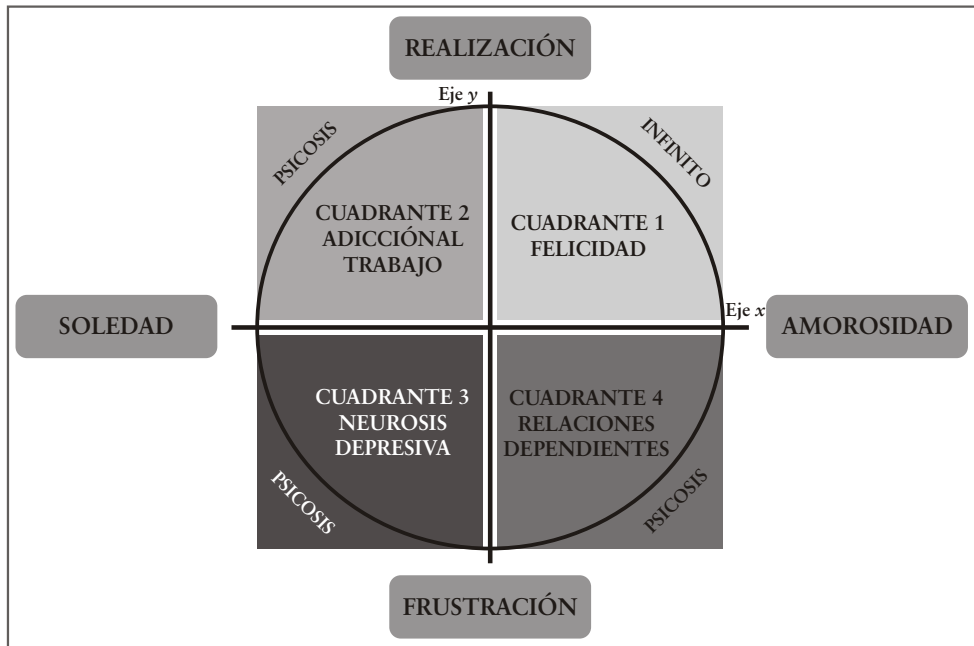 REALIZACIÓN
Eje y
PSICOSIS
INFINITO
CUADRANTE 2
ADICCIÓNAL
TRABAJO
CUADRANTE 1
FELICIDAD
SOLEDAD
Eje x
AMOROSIDAD
CUADRANTE 3
NEUROSIS
DEPRESIVA
CUADRANTE 4
RELACIONES
DEPENDIENTES
PSICOSIS
PSICOSIS
FRUSTRACIÓN